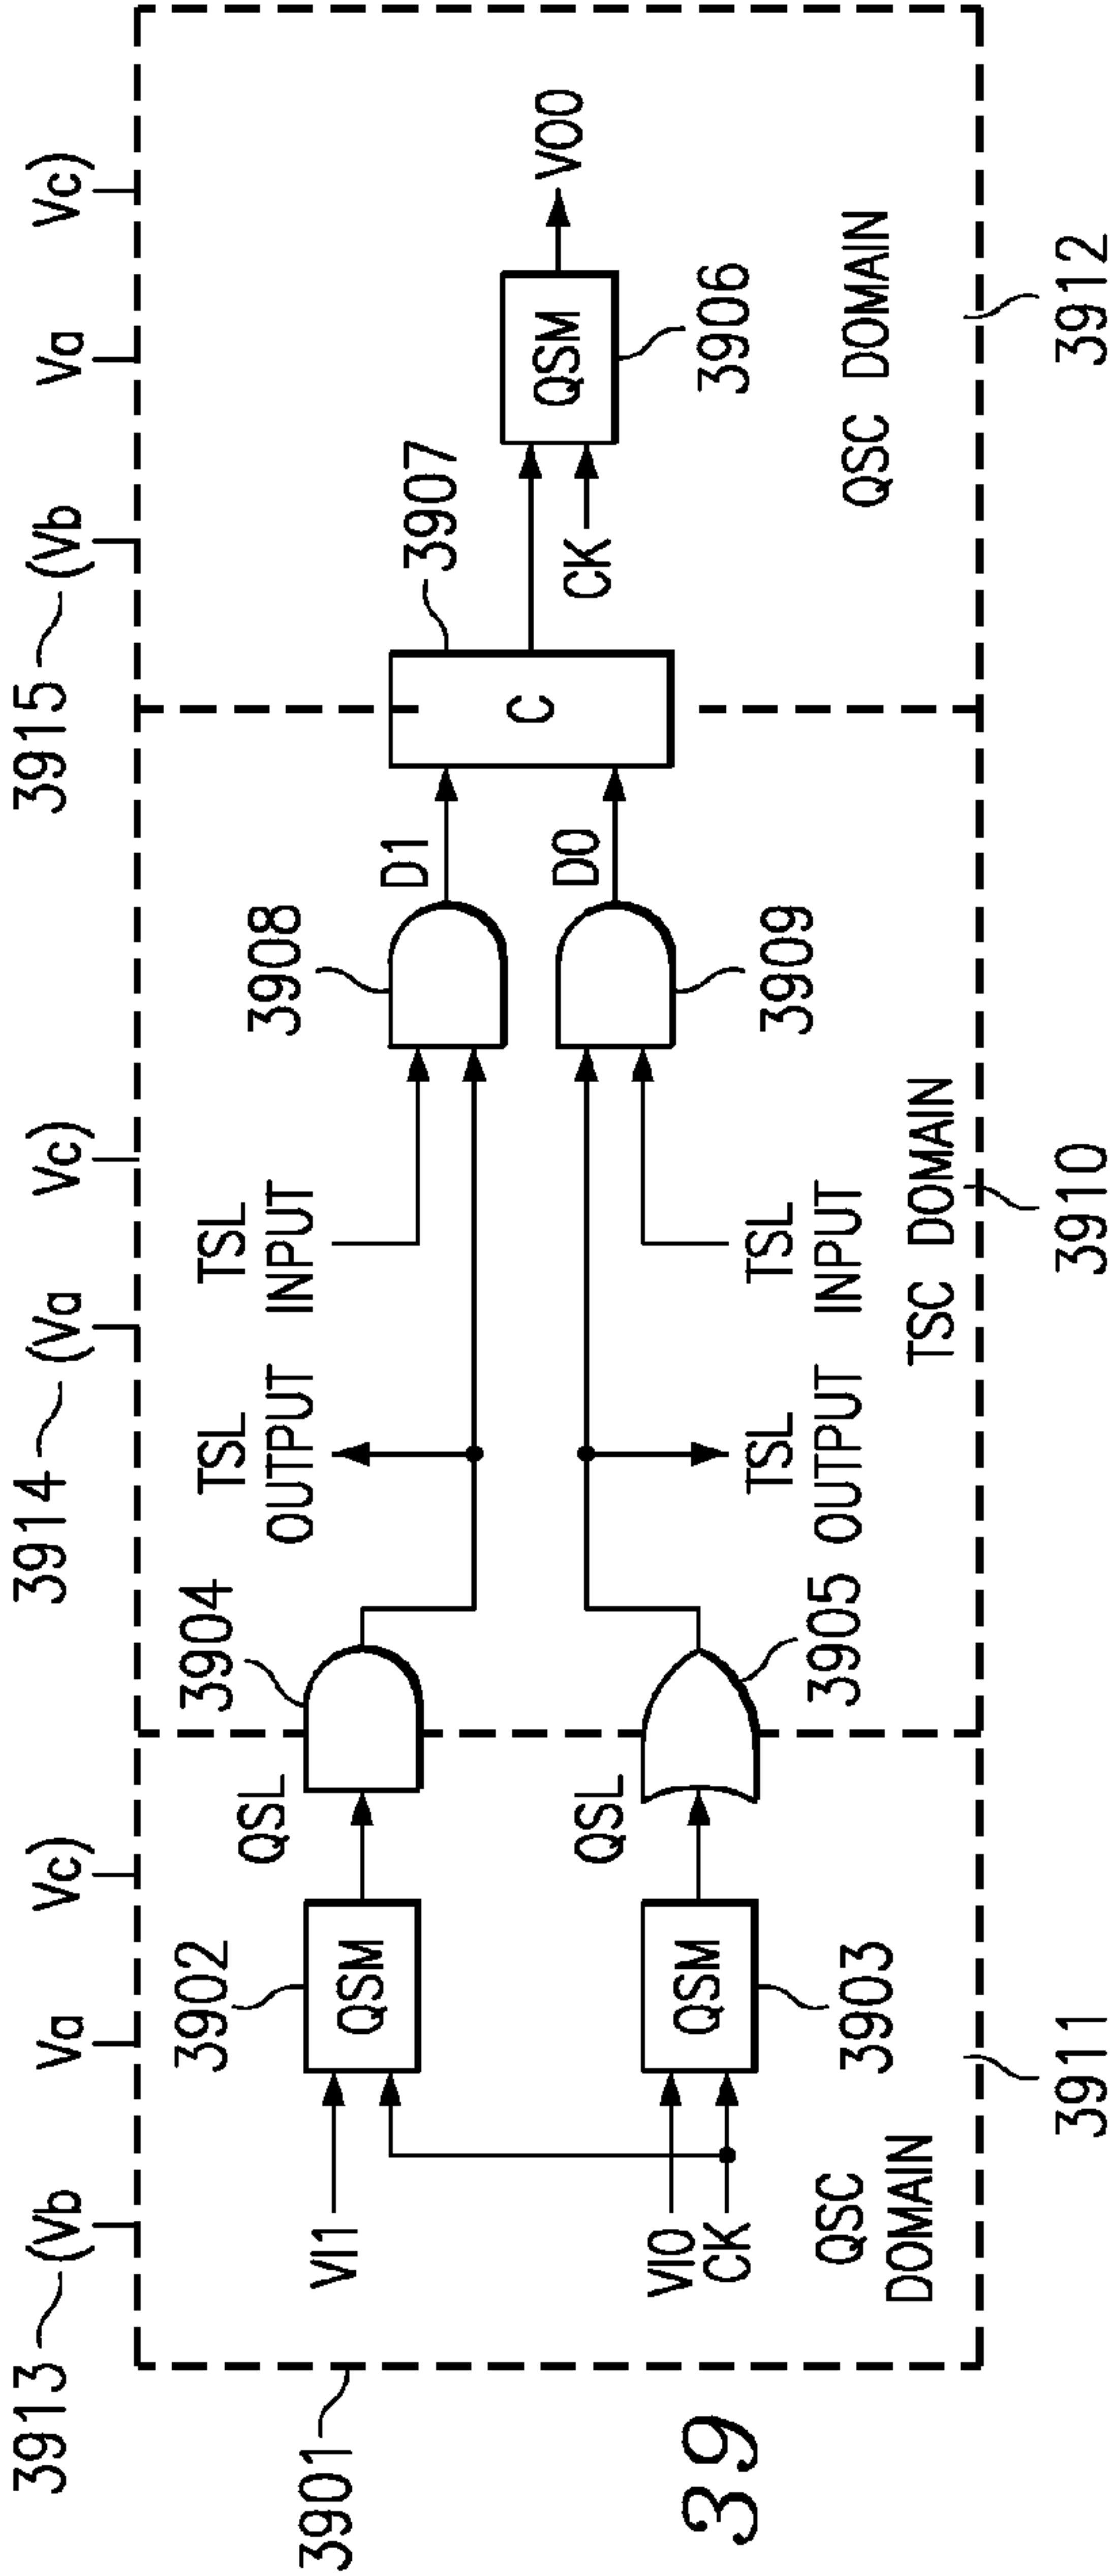 3913 (Vb Va Vc) 3914 (Va Vc) 3915 (Vb Va Vc)
3901
3902
QSM
QSL
3904
VI1
TSL
OUTPUT
TSL
INPUT
3908
D1
3907
C
VI0
CK
QSM
3903
QSL
3905
TSL
OUTPUT
TSL
INPUT
D0
3909
CK
QSM
3906
VO0
QSC
DOMAIN
TSC DOMAIN
QSC DOMAIN
3911
3910
3912
39